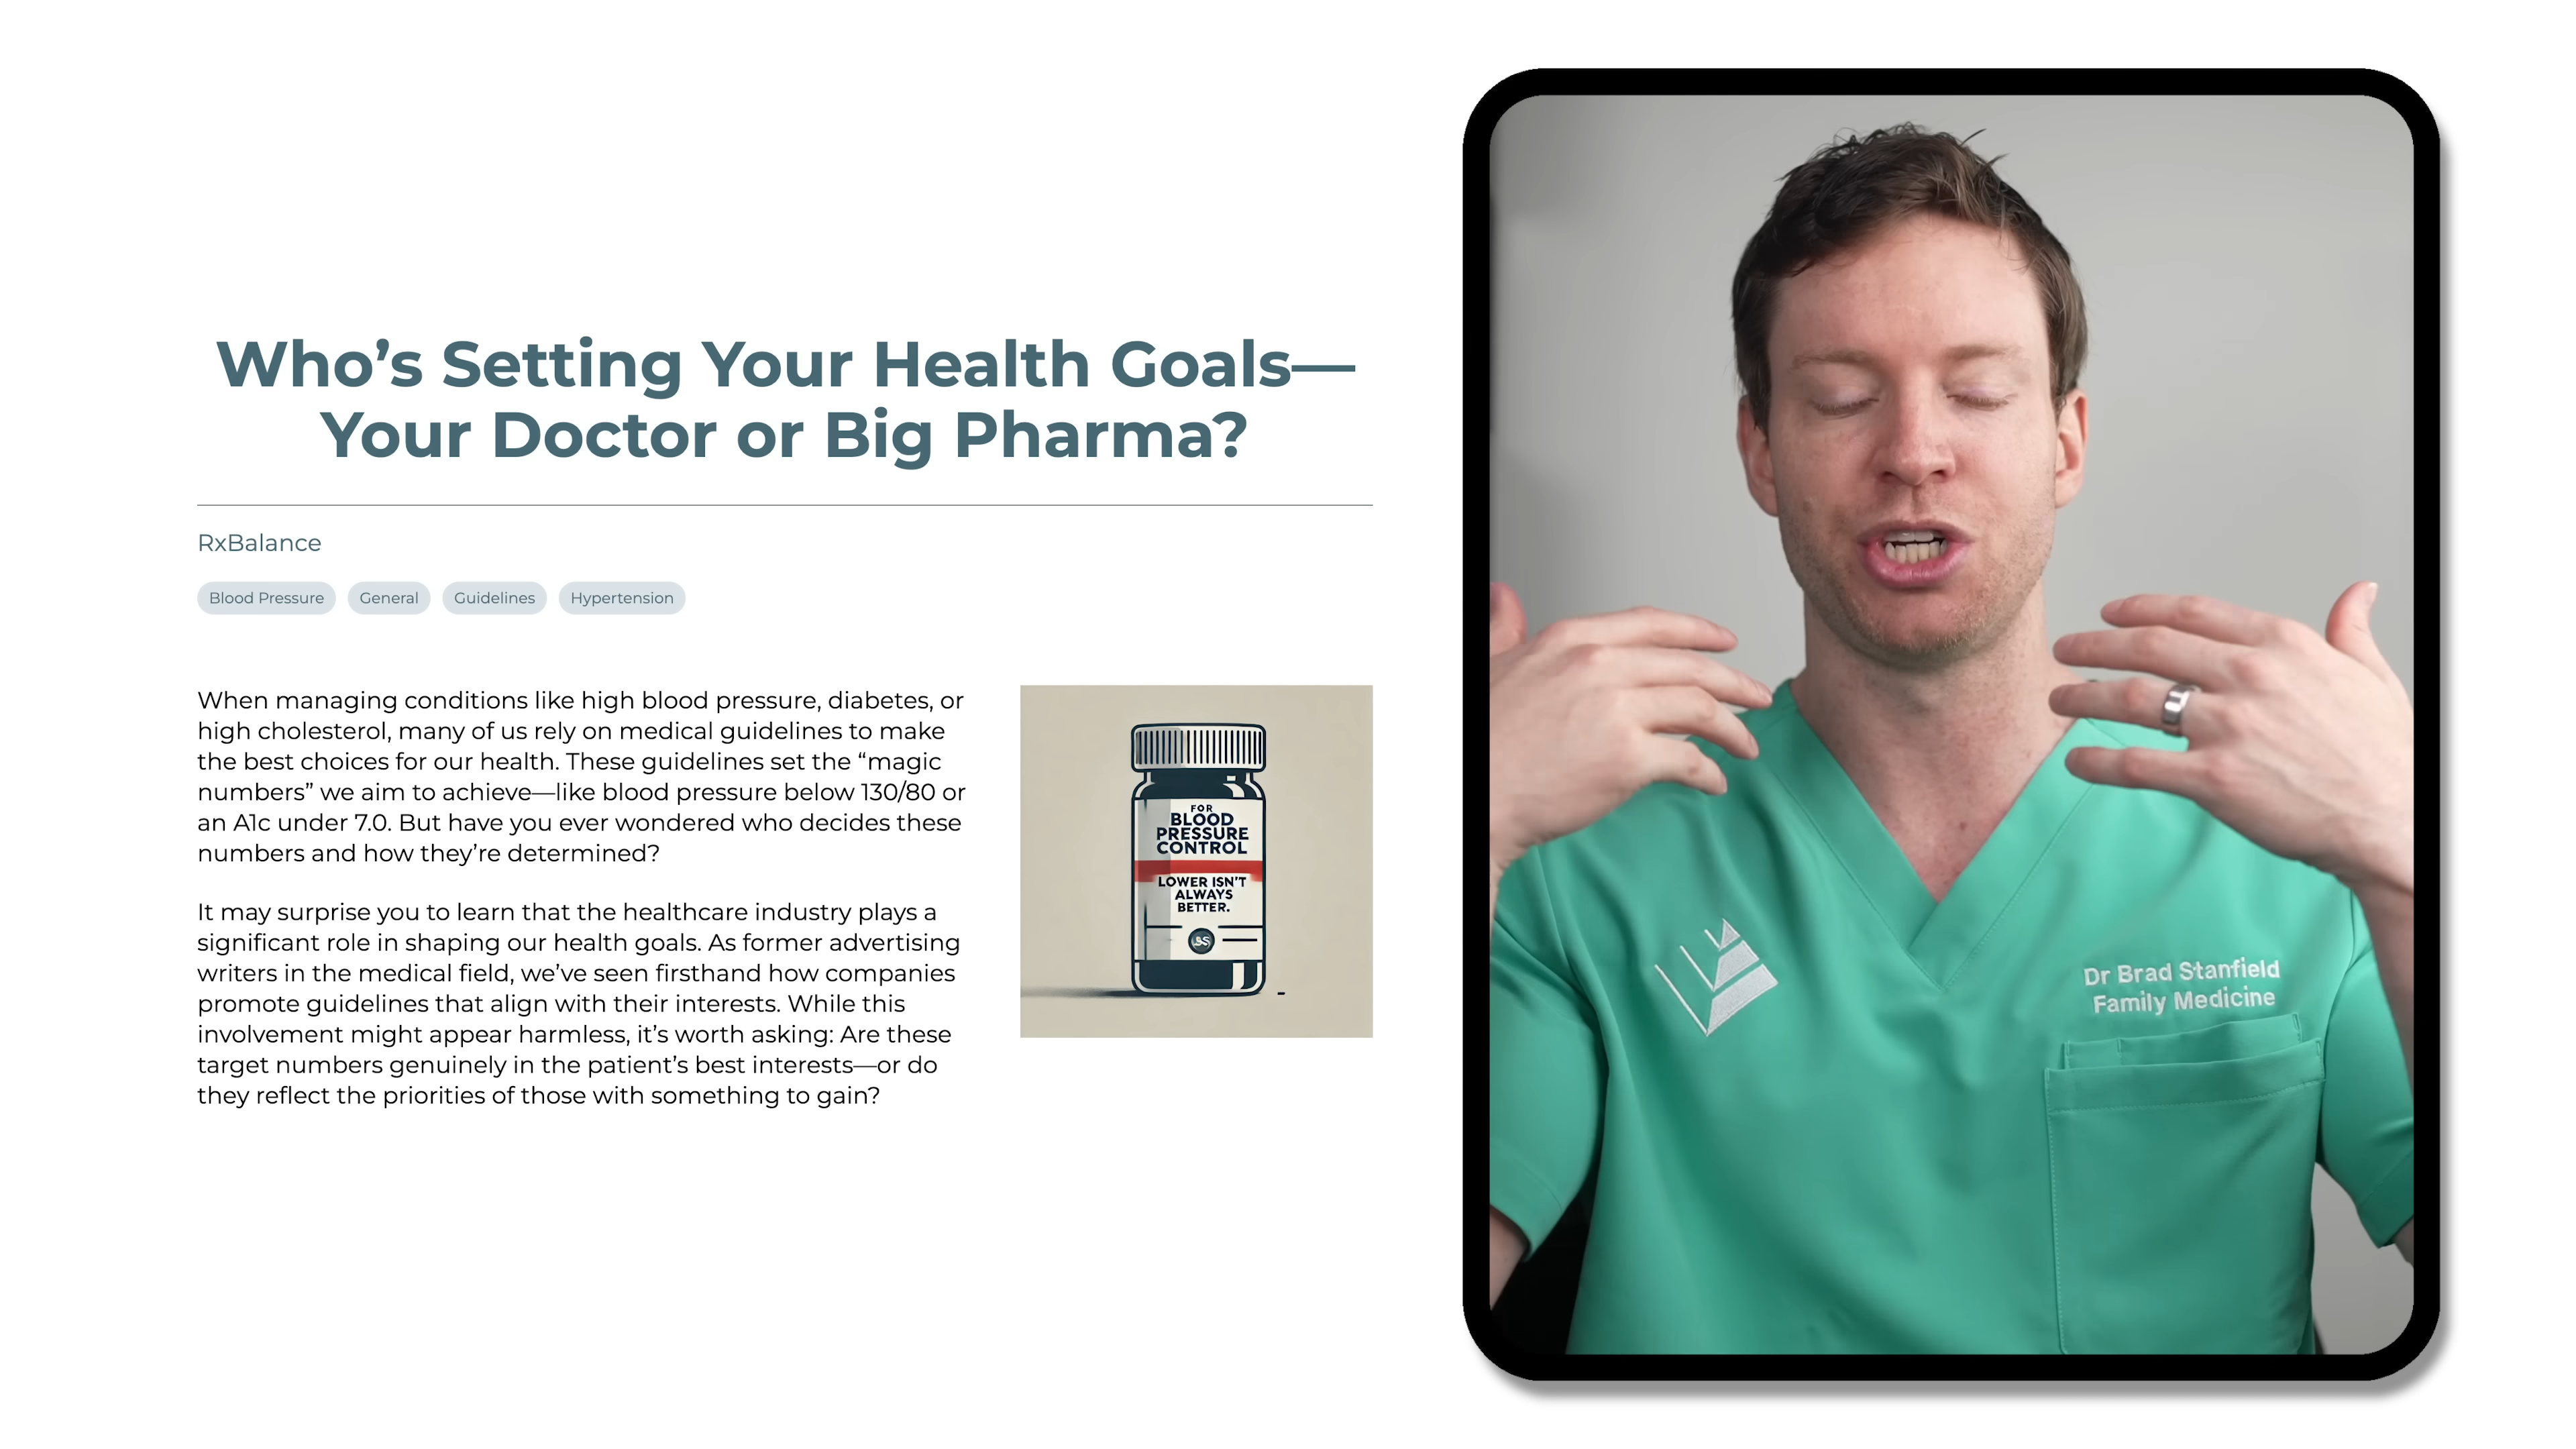 Who’s Setting Your Health Goals—
Your Doctor or Big Pharma?
RxBalance
Blood Pressure
General
Guidelines
Hypertension
When managing conditions like high blood pressure, diabetes, or
high cholesterol, many of us rely on medical guidelines to make
the best choices for our health. These guidelines set the “magic
numbers” we aim to achieve—like blood pressure below 130/80 or
an A1c under 7.0. But have you ever wondered who decides these
numbers and how they’re determined?
It may surprise you to learn that the healthcare industry plays a
significant role in shaping our health goals. As former advertising
writers in the medical field, we’ve seen firsthand how companies
promote guidelines that align with their interests. While this
involvement might appear harmless, it’s worth asking: Are these
target numbers genuinely in the patient’s best interests—or do
they reflect the priorities of those with something to gain?
FOR
BLOOD
PRESSURE
CONTROL
LOWER ISN’T
ALWAYS
BETTER.
Dr Brad Stanfield
Family Medicine